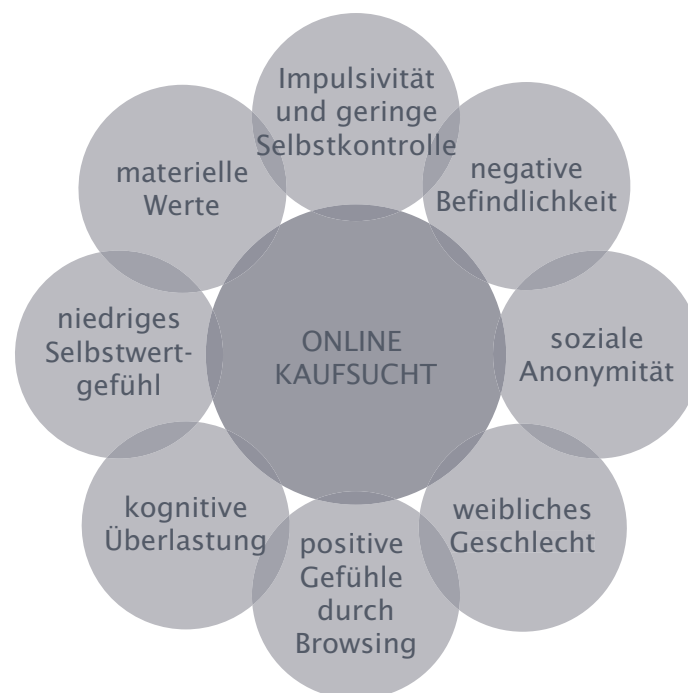 Impulsivität
und geringe
Selbstkontrolle
negative
Befindlichkeit
soziale
Anonymität
weibliches
Geschlecht
positive
Gefühle
durch
Browsing
kognitive
Überlastung
niedriges
Selbstwert-
gefühl
materielle
Werte
ONLINE
KAUFSUCHT